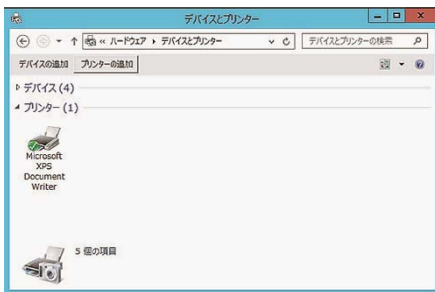 デバイスとプリンター
« ハードウェア ▸ デバイスとプリンター
デバイスとプリンターの検索
デバイスの追加 プリンターの追加
デバイス (4)
プリンター (1)
Microsoft
XPS
Document
Writer
5 個の項目